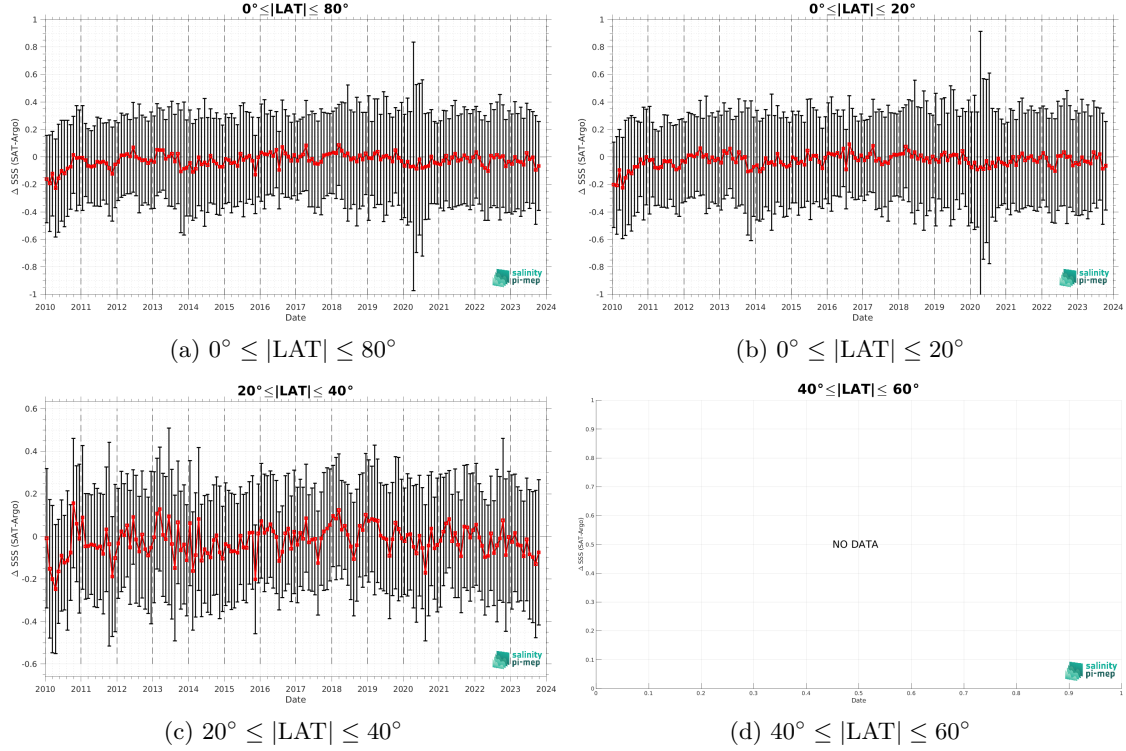 0°≤|LAT|≤ 80°
1
0.8
0.6
0.4
0.2
0
-0.2
-0.4
-0.6
-0.8
-1
Δ SSS (SAT-Argo)
2010 2011 2012 2013 2014 2015 2016 2017 2018 2019 2020 2021 2022 2023 2024
Date
salinity
pi-mep
(a) 0° ≤ |LAT| ≤ 80°
0°≤|LAT|≤ 20°
1
0.8
0.6
0.4
0.2
0
-0.2
-0.4
-0.6
-0.8
-1
Δ SSS (SAT-Argo)
2010 2011 2012 2013 2014 2015 2016 2017 2018 2019 2020 2021 2022 2023 2024
Date
salinity
pi-mep
(b) 0° ≤ |LAT| ≤ 20°
20°≤|LAT|≤ 40°
0.6
0.4
0.2
0
-0.2
-0.4
-0.6
Δ SSS (SAT-Argo)
2010 2011 2012 2013 2014 2015 2016 2017 2018 2019 2020 2021 2022 2023 2024
Date
salinity
pi-mep
(c) 20° ≤ |LAT| ≤ 40°
40°≤|LAT|≤ 60°
1
0.9
0.8
0.7
0.6
0.5
0.4
0.3
0.2
0.1
0
Δ SSS (SAT-Argo)
NO DATA
0 0.1 0.2 0.3 0.4 0.5 0.6 0.7 0.8 0.9 1
Date
salinity
pi-mep
(d) 40° ≤ |LAT| ≤ 60°